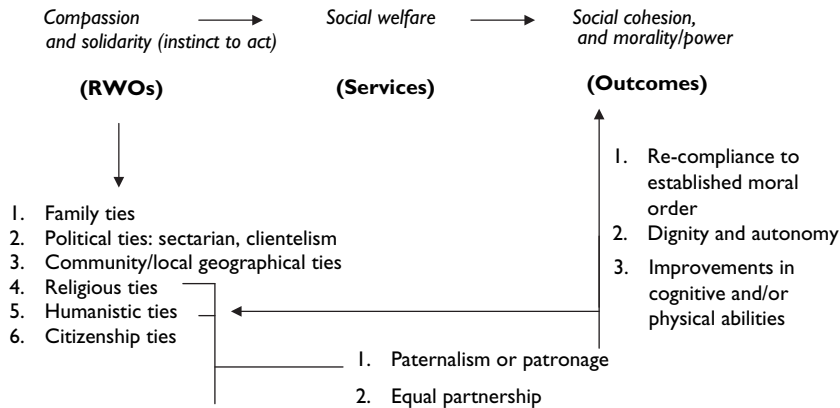 Compassion
and solidarity (instinct to act)
Social welfare
Social cohesion,
and morality/power
(RWOs)
(Services)
(Outcomes)
1. Re-compliance to
established moral
order
2. Dignity and autonomy
3. Improvements in
cognitive and/or
physical abilities
1. Family ties
2. Political ties: sectarian, clientelism
3. Community/local geographical ties
4. Religious ties
5. Humanistic ties
6. Citizenship ties
1. Paternalism or patronage
2. Equal partnership